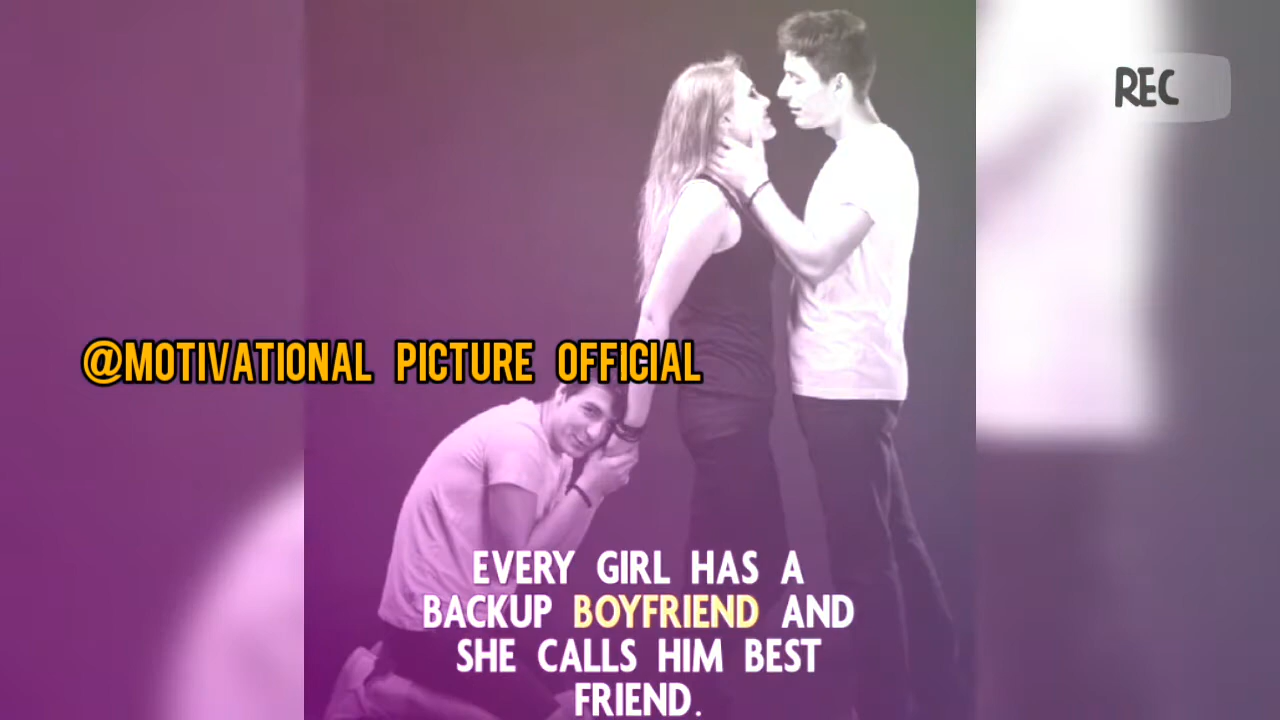 REC
@MOTIVATIONAL PICTURE OFFICIAL
EVERY GIRL HAS A
BACKUP BOYFRIEND AND
SHE CALLS HIM BEST
FRIEND.